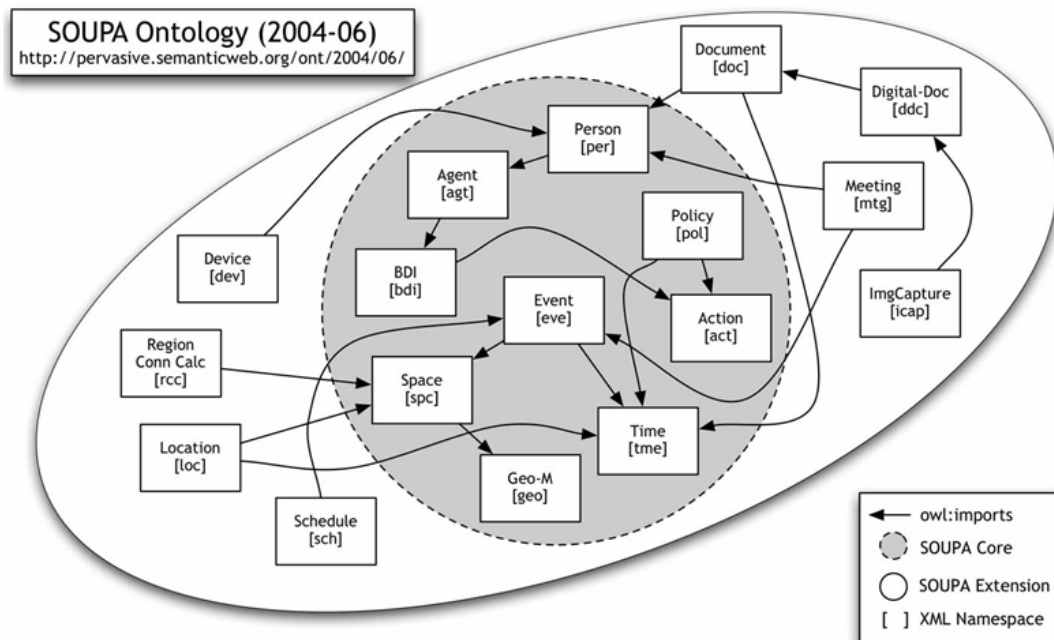 SOUPA Ontology (2004-06)
http://pervasive.semanticweb.org/ont/2004/06/
Document
[doc]
Digital-Doc
[ddc]
Person
[per]
Agent
[agt]
Meeting
[mtg]
Policy
[pol]
Device
[dev]
BDI
[bdi]
Event
[eve]
Action
[act]
ImgCapture
[icap]
Region
Conn Calc
[rcc]
Space
[spc]
Location
[loc]
Time
[tme]
Geo-M
[geo]
Schedule
[sch]
owl:imports
SOUPA Core
SOUPA Extension
[ ] XML Namespace